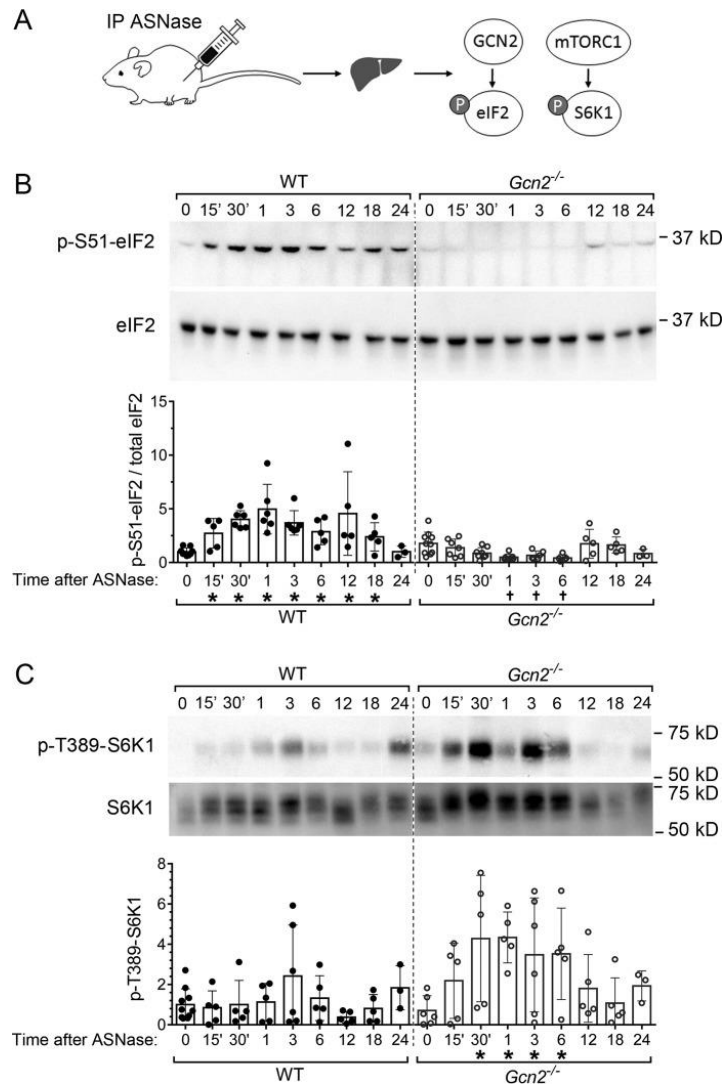 A
IP ASNase
GCN2 mTORC1
P eIF2 P S6K1
B
WT Gcn2-/-
0 15' 30' 1 3 6 12 18 24 0 15' 30' 1 3 6 12 18 24
p-S51-eIF2 - 37 kD
eIF2 - 37 kD
p-S51-eIF2 / total eIF2
15
10
5
0
Time after ASNase: 0 15' 30' 1 3 6 12 18 24 0 15' 30' 1 3 6 12 18 24
* * * * * * * † † †
WT Gcn2-/-
C
WT Gcn2-/-
0 15' 30' 1 3 6 12 18 24 0 15' 30' 1 3 6 12 18 24
p-T389-S6K1 - 75 kD
- 50 kD
S6K1 - 75 kD
- 50 kD
p-T389-S6K1
8
6
4
2
0
Time after ASNase: 0 15' 30' 1 3 6 12 18 24 0 15' 30' 1 3 6 12 18 24
* * * *
WT Gcn2-/-